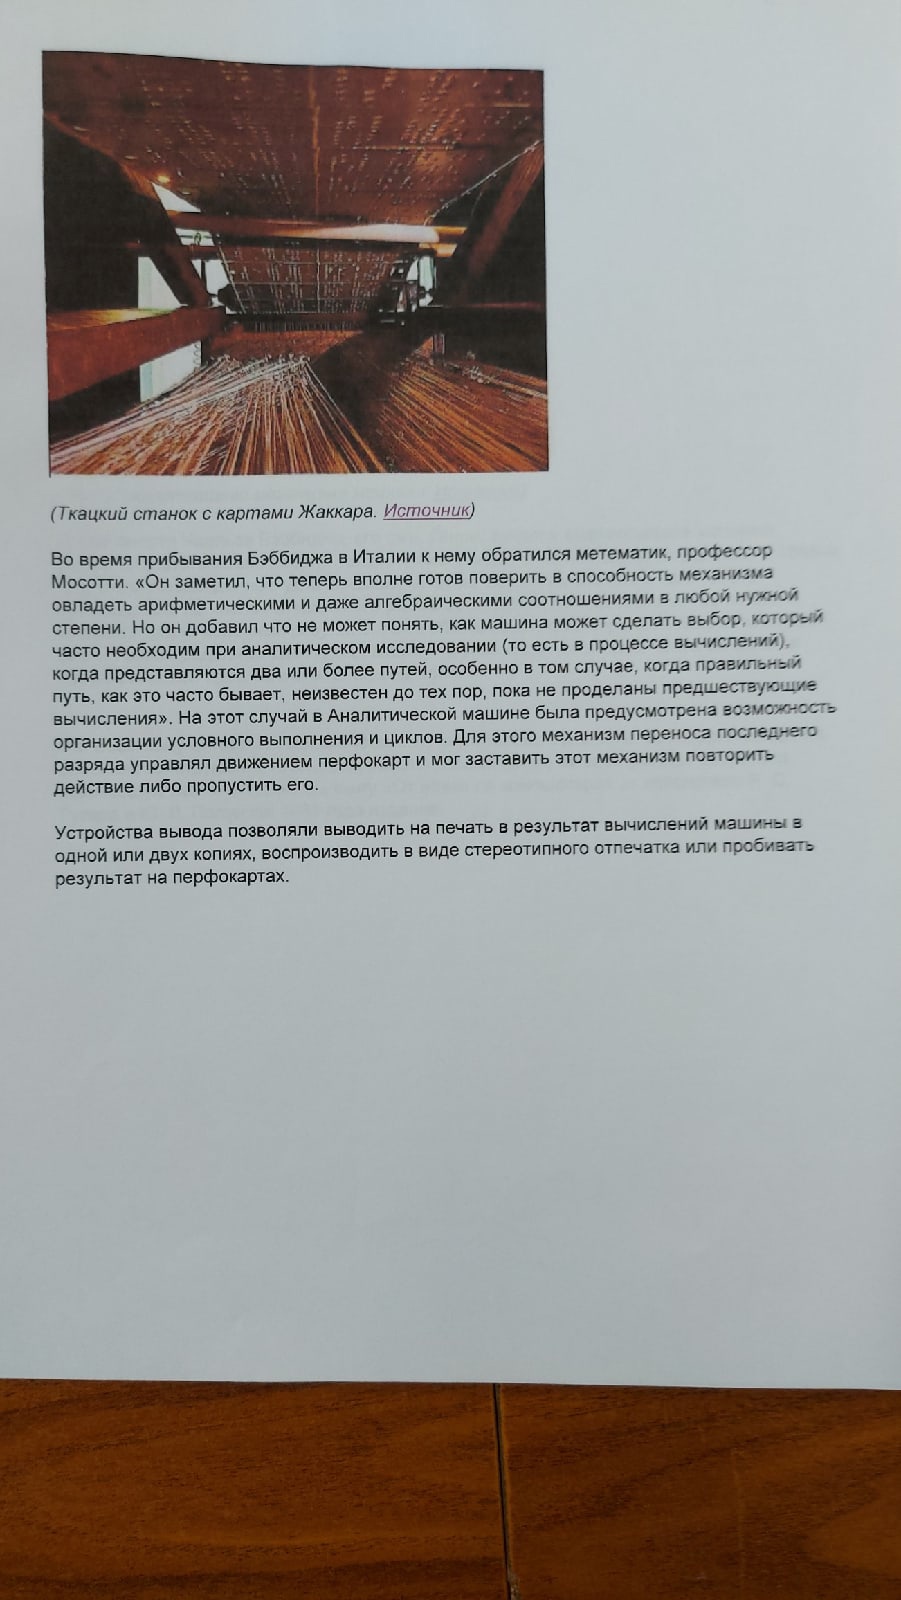 (Ткацкий станок с картами Жаккара. Источник)
Во время прибывания Бэббиджа в Италии к нему обратился метематик, профессор
Мосотти. «Он заметил, что теперь вполне готов поверить в способность механизма
овладеть арифметическими и даже алгебраическими соотношениями в любой нужной
степени. Но он добавил что не может понять, как машина может сделать выбор, который
часто необходим при аналитическом исследовании (то есть в процессе вычислений),
когда представляются два или более путей, особенно в том случае, когда правильный
путь, как это часто бывает, неизвестен до тех пор, пока не проделаны предшествующие
вычисления». На этот случай в Аналитической машине была предусмотрена возможность
организации условного выполнения и циклов. Для этого механизм переноса последнего
разряда управлял движением перфокарт и мог заставить этот механизм повторить
действие либо пропустить его.
Устройства вывода позволяли выводить на печать в результат вычислений машины в
одной или двух копиях, воспроизводить в виде стереотипного отпечатка или пробивать
результат на перфокартах.